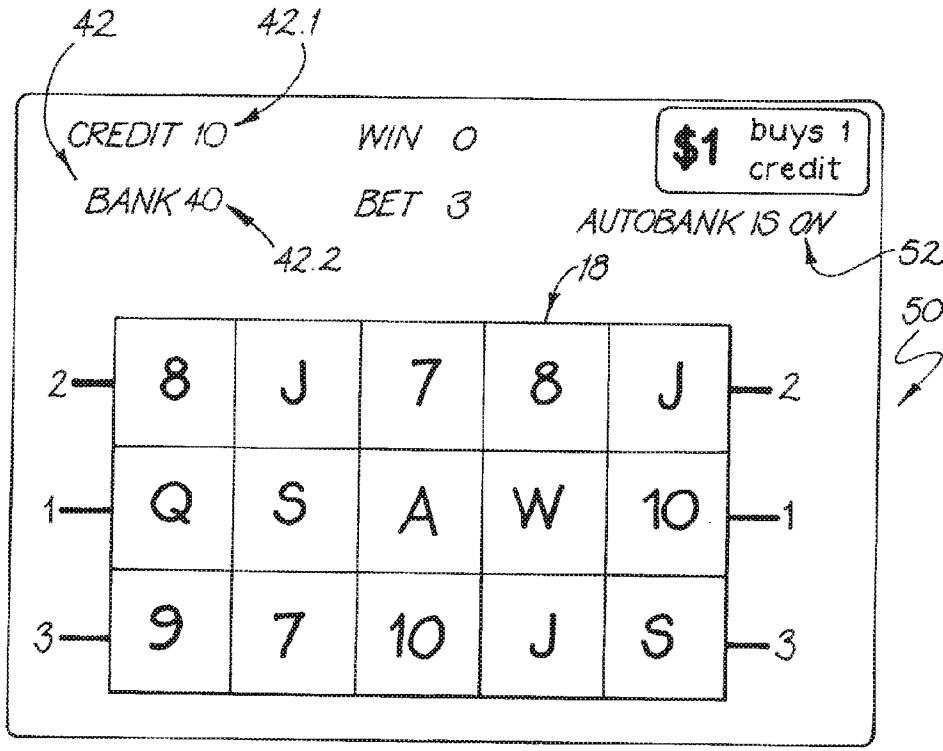 42 42.1
CREDIT 10 WIN 0 $1 buys 1
credit
BANK 40 BET 3
AUTOBANK IS ON
42.2 18 52
50
2 8 J 7 8 J 2
1 Q S A W 10 1
3 9 7 10 J S 3